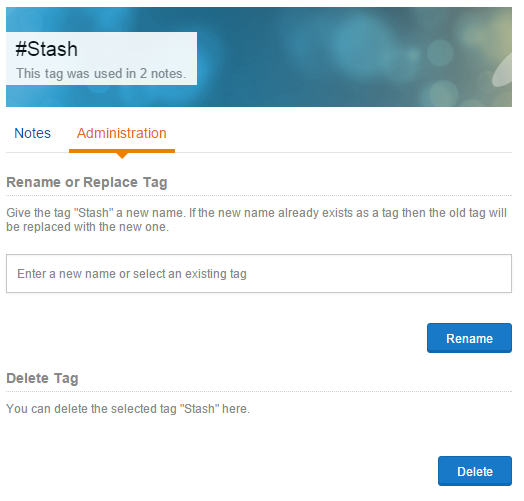 #Stash
This tag was used in 2 notes.
Notes Administration
Rename or Replace Tag
Give the tag "Stash" a new name. If the new name already exists as a tag then the old tag will
be replaced with the new one.
Enter a new name or select an existing tag
Rename
Delete Tag
You can delete the selected tag "Stash" here.
Delete